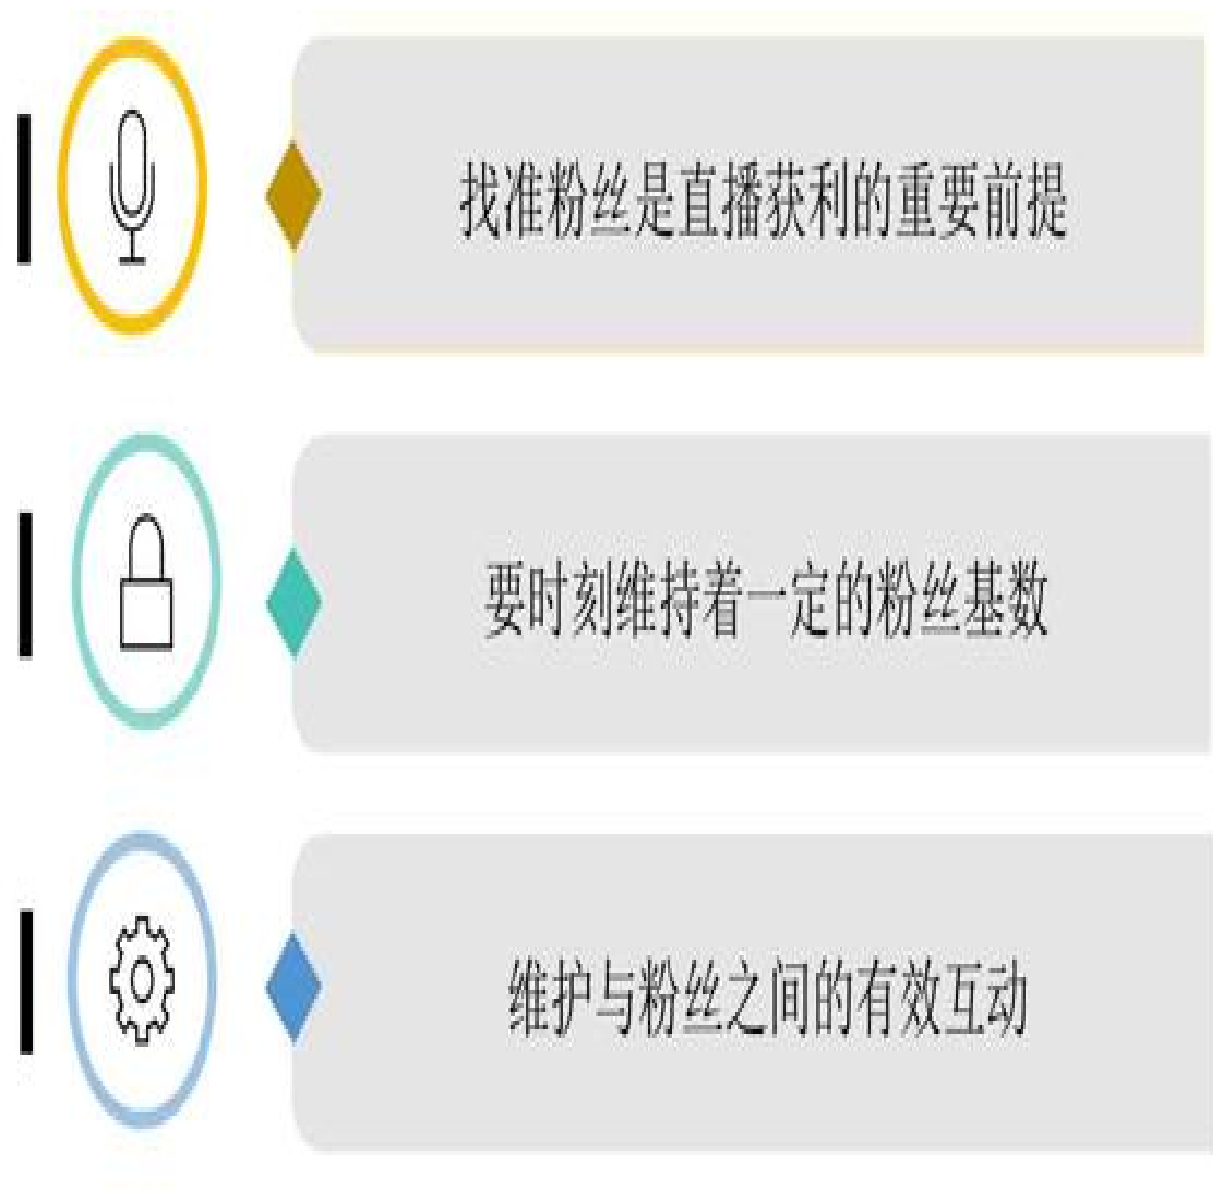 找准粉丝是直播获利的重要前提
要时刻维持着一定的粉丝基数
维护与粉丝之间的有效互动